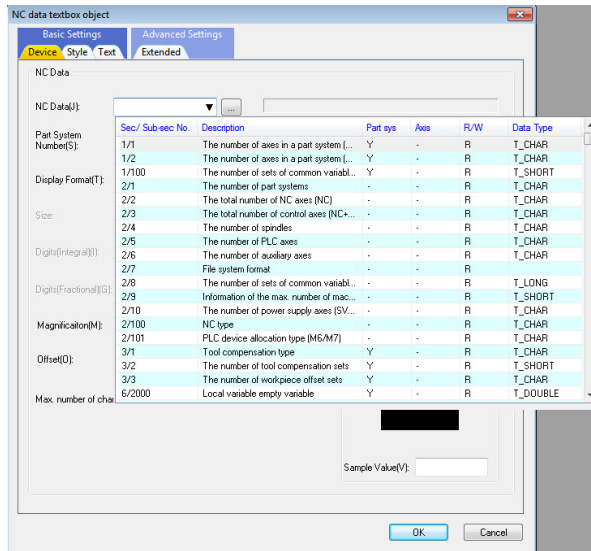 NC data textbox object
Basic Settings Advanced Settings
Device Style Text Extended
NC Data
NC Data(J): ...
Part System
Number(S):
Display Format(T):
Size:
Digits(Integral)(I):
Digits(Fractional)(G):
Magnificaiton(M):
Offset(O):
Max. number of char
Sec/ Sub-sec No. Description Part sys Axis R/W Data Type
1/1 The number of axes in a part system (... Y - R T_CHAR
1/2 The number of axes in a part system (... Y - R T_CHAR
1/100 The number of sets of common variabl... Y - R T_SHORT
2/1 The number of part systems - - R T_CHAR
2/2 The total number of NC axes (NC) - - R T_CHAR
2/3 The total number of control axes (NC+... - - R T_CHAR
2/4 The number of spindles - - R T_CHAR
2/5 The number of PLC axes - - R T_CHAR
2/6 The number of auxiliary axes - - R T_CHAR
2/7 File system format - - R
2/8 The number of sets of common variabl... - - R T_LONG
2/9 Information of the max. number of mac... - - R T_SHORT
2/10 The number of power supply axes (SV... - - R T_CHAR
2/100 NC type - - R T_CHAR
2/101 PLC device allocation type (M6/M7) - - R T_CHAR
3/1 Tool compensation type Y - R T_CHAR
3/2 The number of tool compensation sets Y - R T_SHORT
3/3 The number of workpiece offset sets Y - R T_CHAR
6/2000 Local variable empty variable Y - R T_DOUBLE
Sample Value(V):
OK Cancel